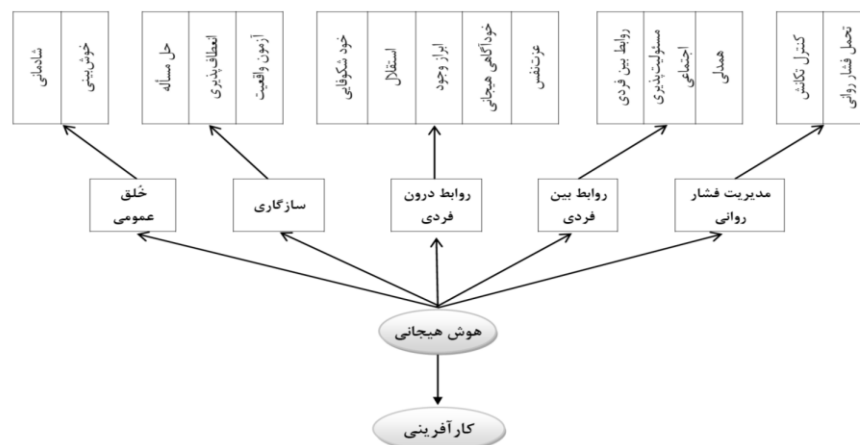 تحمل فشار روانی
کنترل تکانش
همدلی
مسئولیت‌پذیری
اجتماعی
روابط بین فردی
عزت‌نفس
خودآگاهی هیجانی
ابراز وجود
استقلال
خود شکوفایی
آزمون واقعیت
انعطاف‌پذیری
حل مسأله
خوش‌بینی
شادمانی
مدیریت فشار
روانی
روابط بین
فردی
روابط درون
فردی
سازگاری
خُلق
عمومی
هوش هیجانی
کارآفرینی